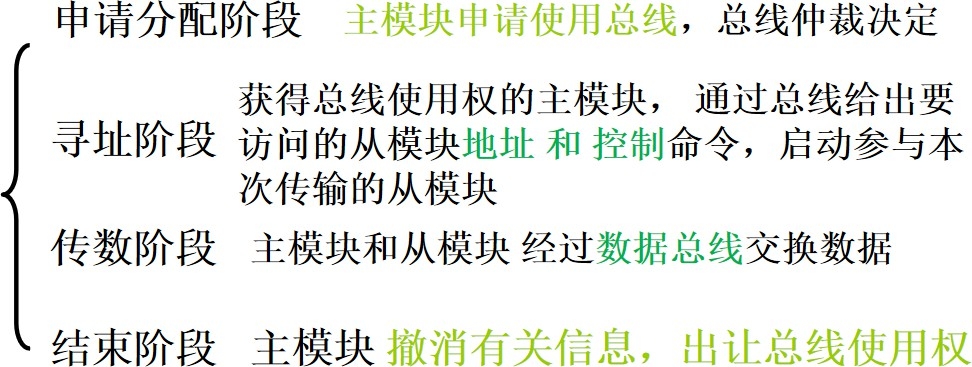 申请分配阶段 主模块申请使用总线，总线仲裁决定
寻址阶段 获得总线使用权的主模块， 通过总线给出要
访问的从模块地址 和 控制命令，启动参与本
次传输的从模块
传数阶段 主模块和从模块 经过数据总线交换数据
结束阶段 主模块 撤消有关信息，出让总线使用权